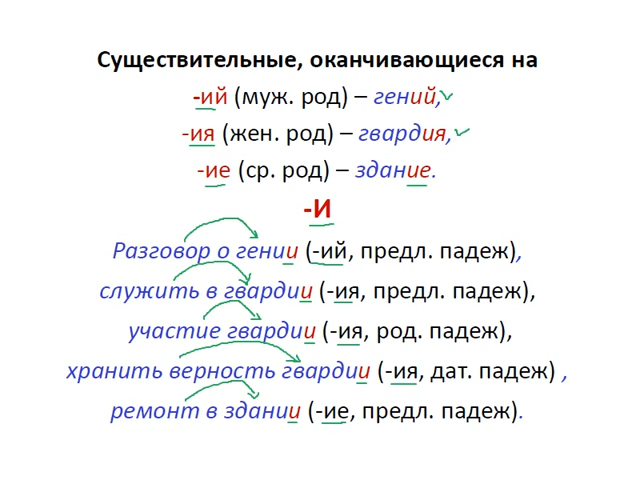 Существительные, оканчивающиеся на
-ий (муж. род) – гений,
-ия (жен. род) – гвардия,
-ие (ср. род) – здание.
-И
Разговор о гении (-ий, предл. падеж),
служить в гвардии (-ия, предл. падеж),
участие гвардии (-ия, род. падеж),
хранить верность гвардии (-ия, дат. падеж) ,
ремонт в здании (-ие, предл. падеж).